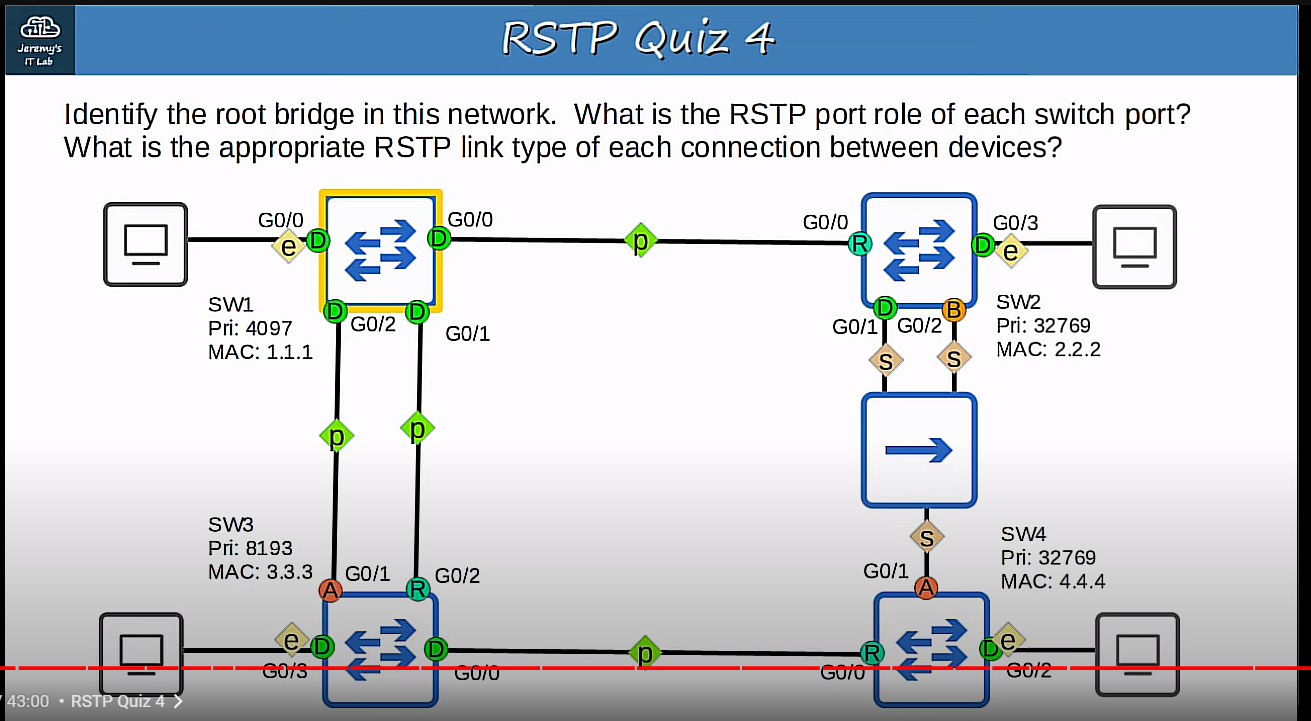 Jeremy's
IT Lab
RSTP Quiz 4
Identify the root bridge in this network. What is the RSTP port role of each switch port?
What is the appropriate RSTP link type of each connection between devices?
G0/0
e
D
D
G0/0
p
G0/0
R
D
G0/3
e
SW1
Pri: 4097
MAC: 1.1.1
D
G0/2
D
G0/1
G0/1
D
G0/2
B
SW2
Pri: 32769
MAC: 2.2.2
s
s
p
p
SW3
Pri: 8193
MAC: 3.3.3
A
G0/1
R
G0/2
s
G0/1
A
SW4
Pri: 32769
MAC: 4.4.4
e
D
G0/3
D
G0/0
p
R
G0/0
D
e
G0/2
/ 43:00 • RSTP Quiz 4 >